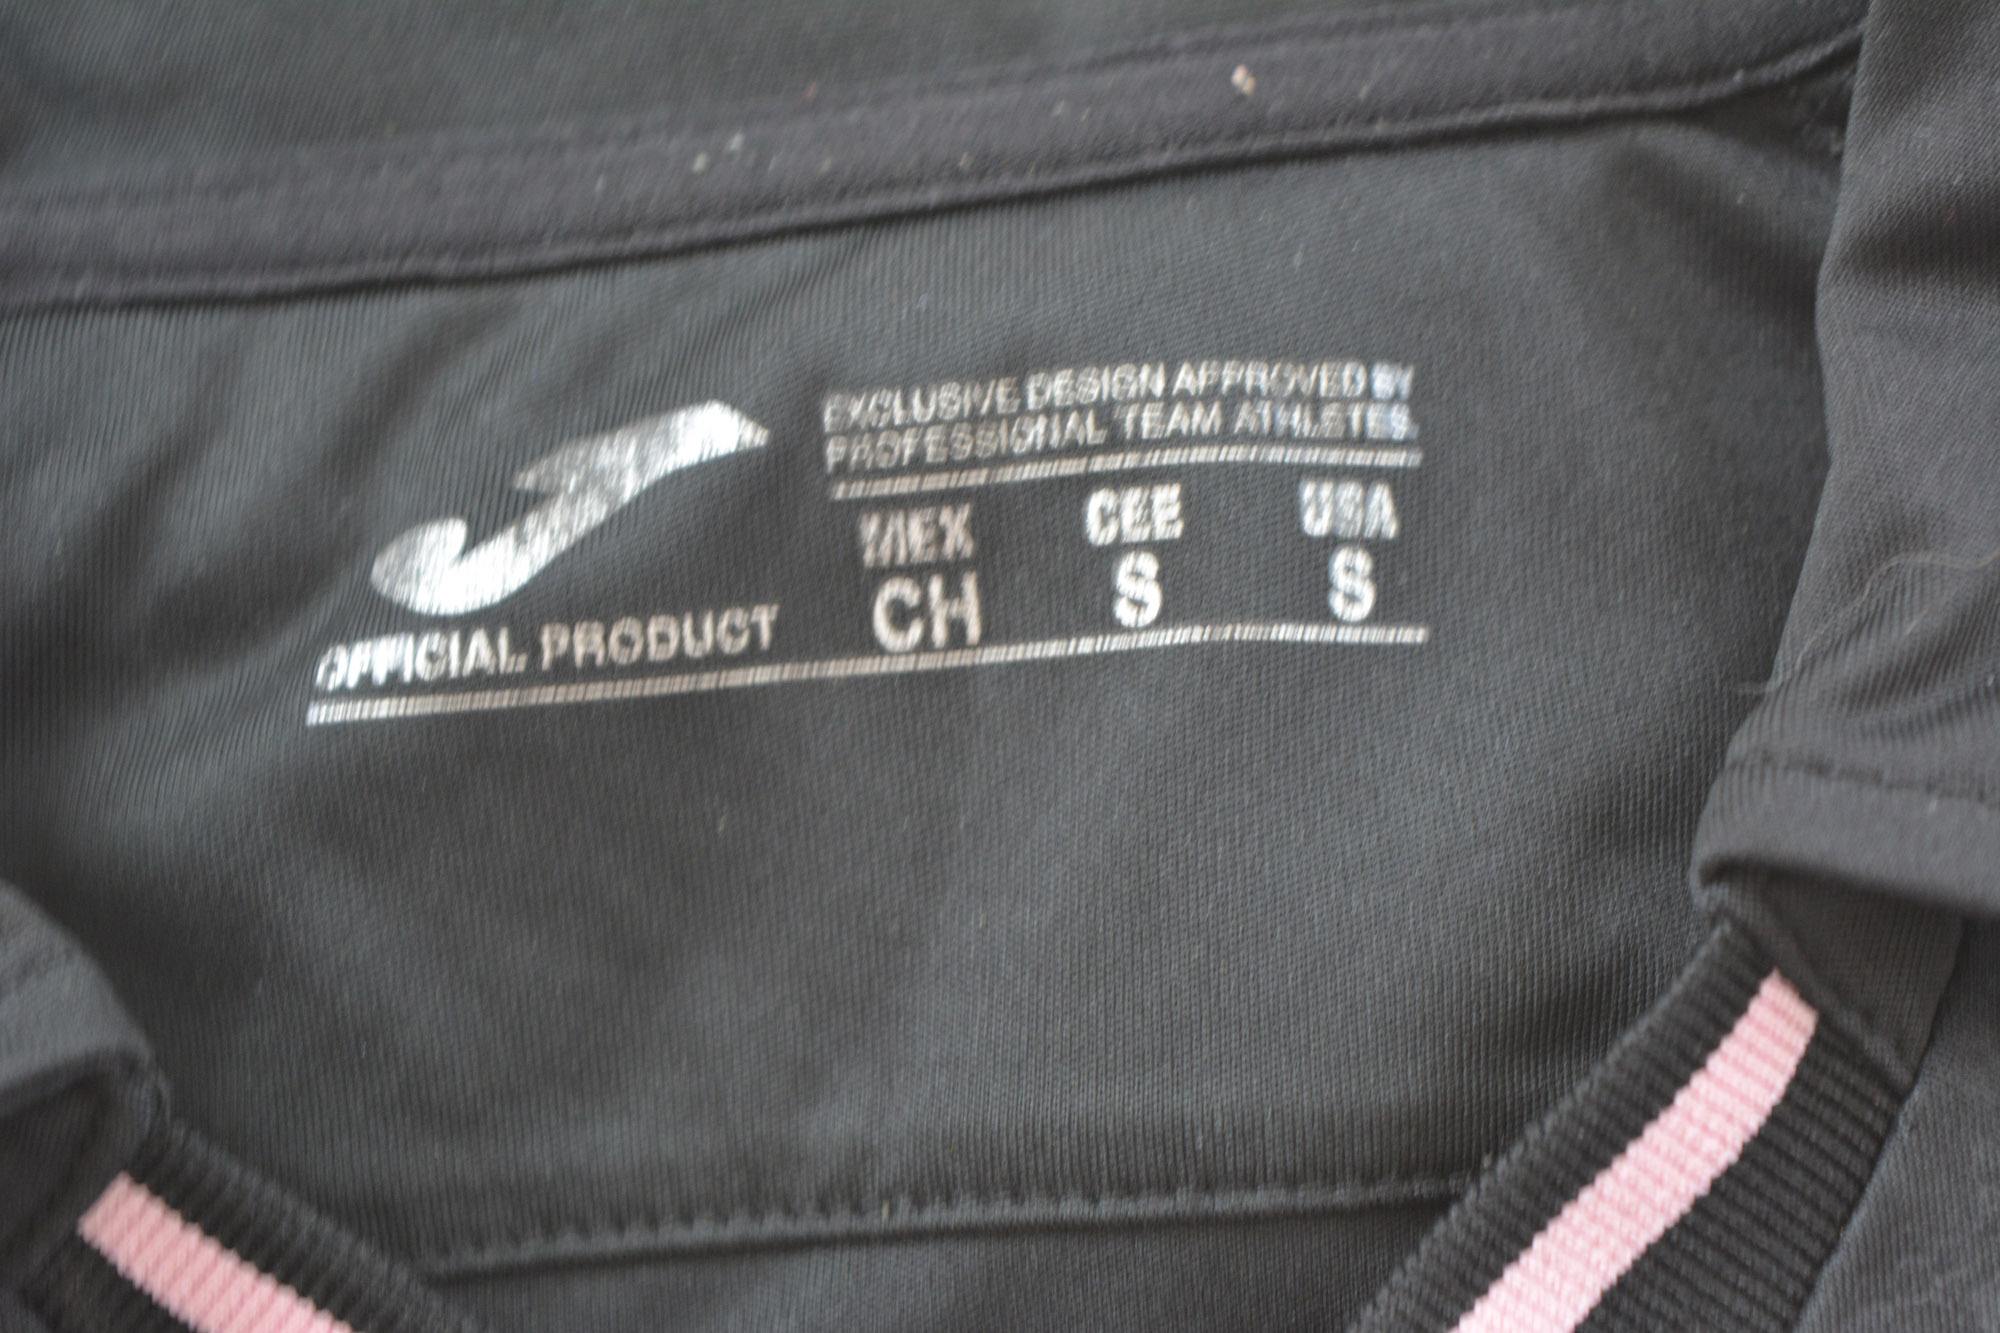 EXCLUSIVE DESIGN APPROVED BY
PROFESSIONAL TEAM ATHLETES.
MEX CEE USA
CH S S
OFFICIAL PRODUCT